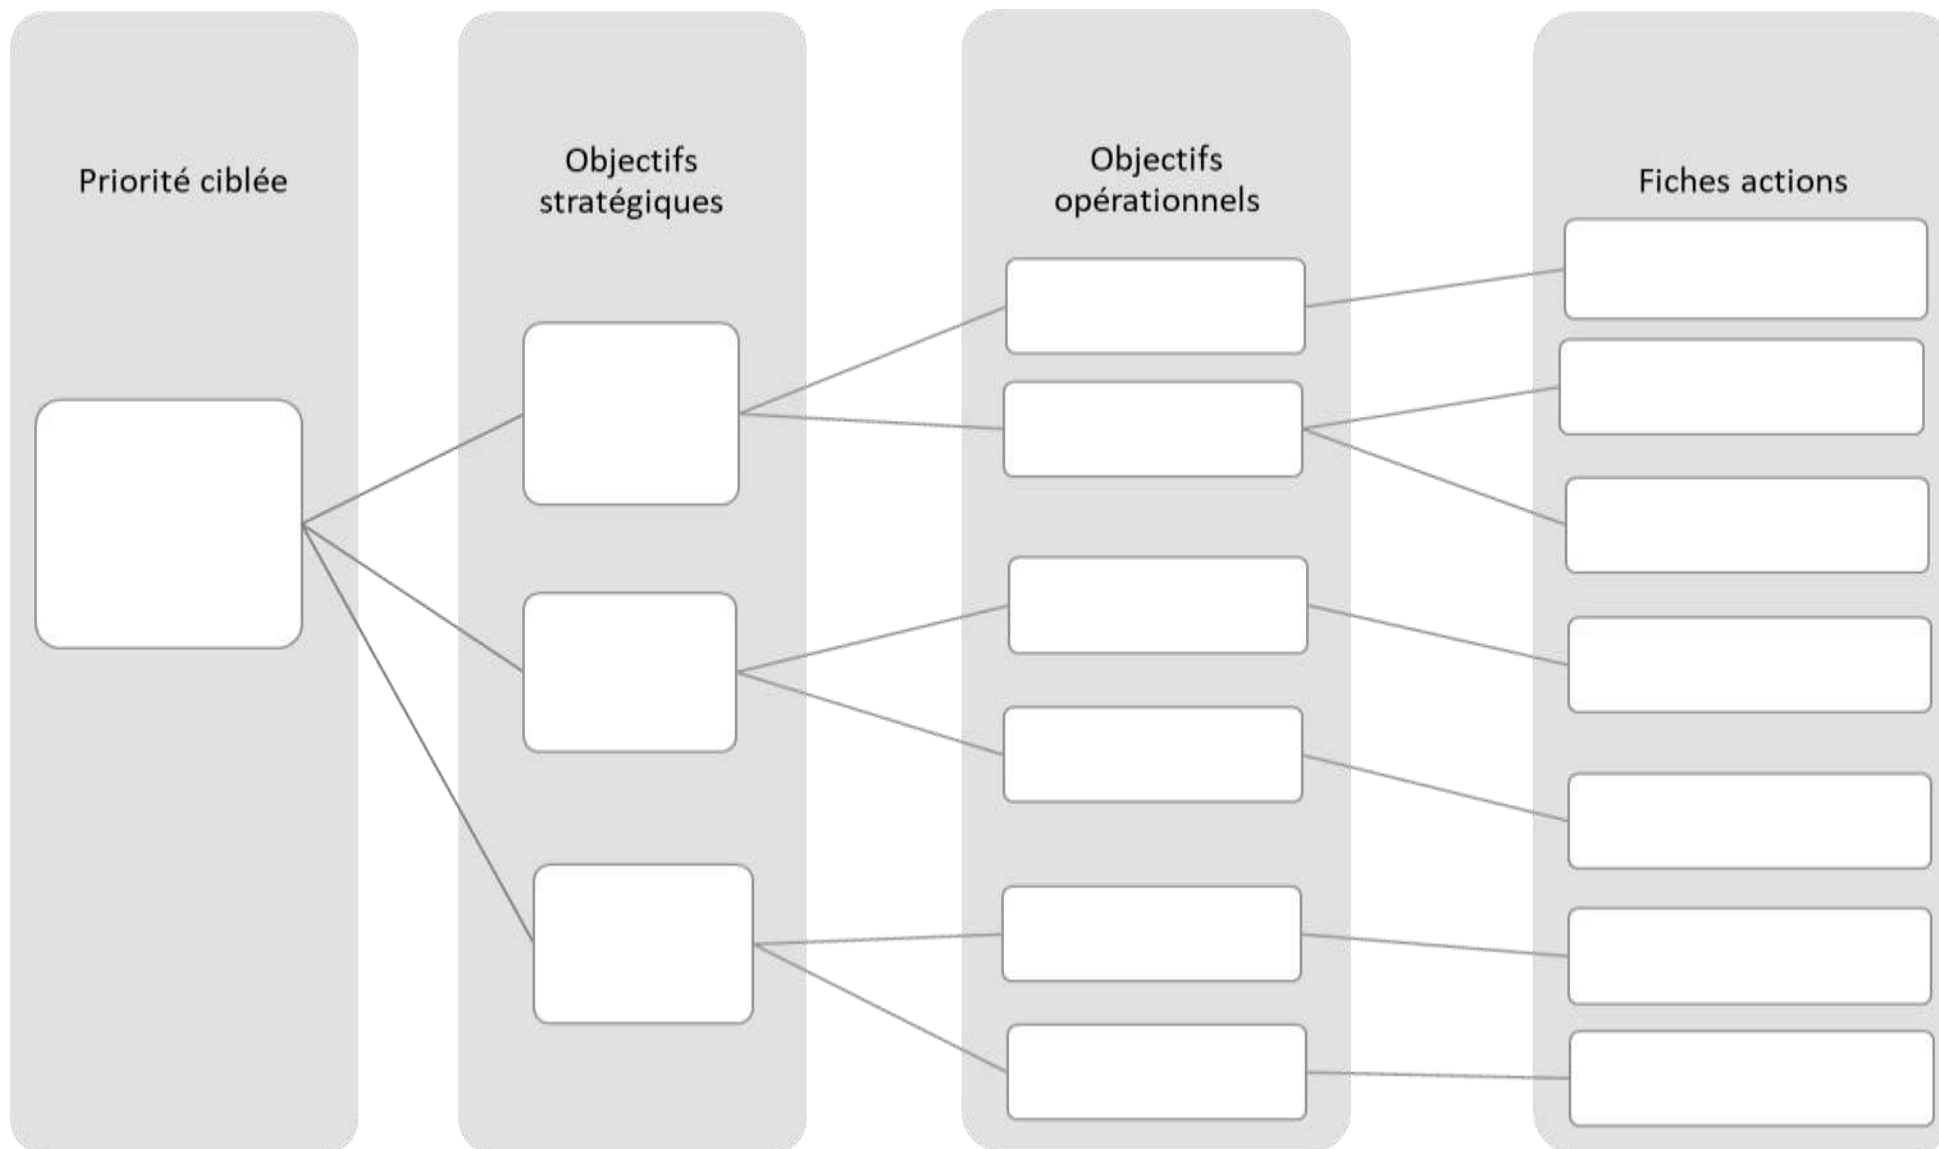 Priorité ciblée
Objectifs
stratégiques
Objectifs
opérationnels
Fiches actions